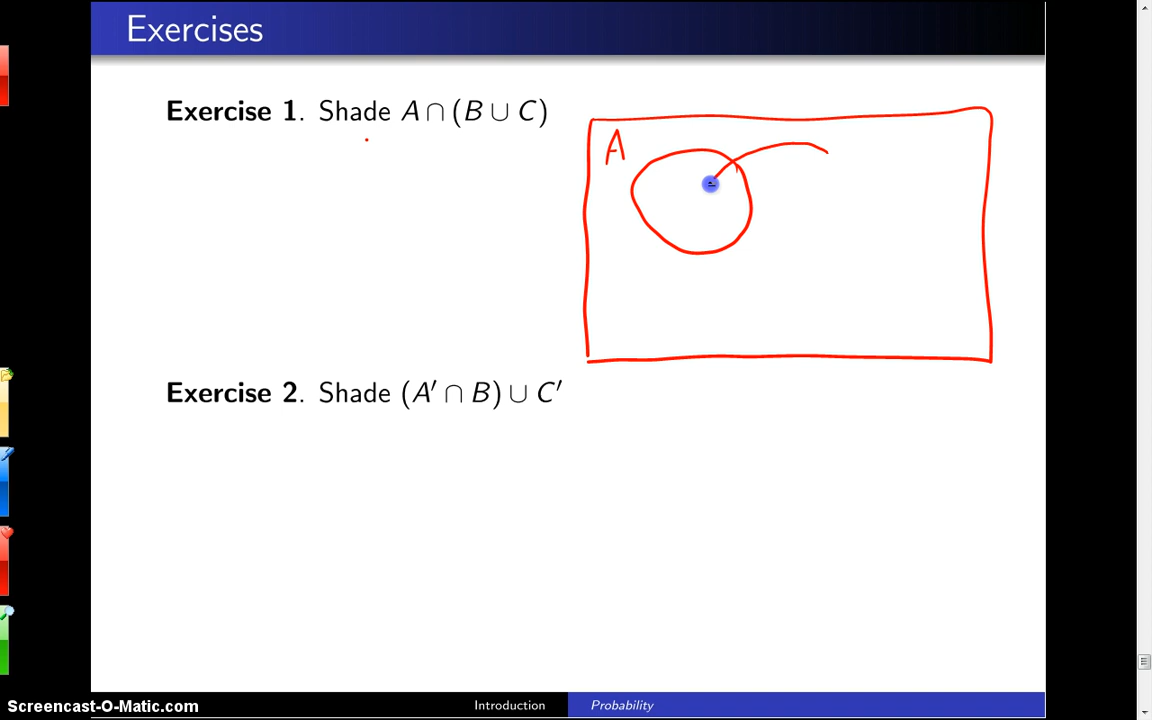 Exercises
Exercise 1. Shade A ∩ (B ∪ C)
A
Exercise 2. Shade (A′ ∩ B) ∪ C′
Screencast-O-Matic.com
Introduction
Probability